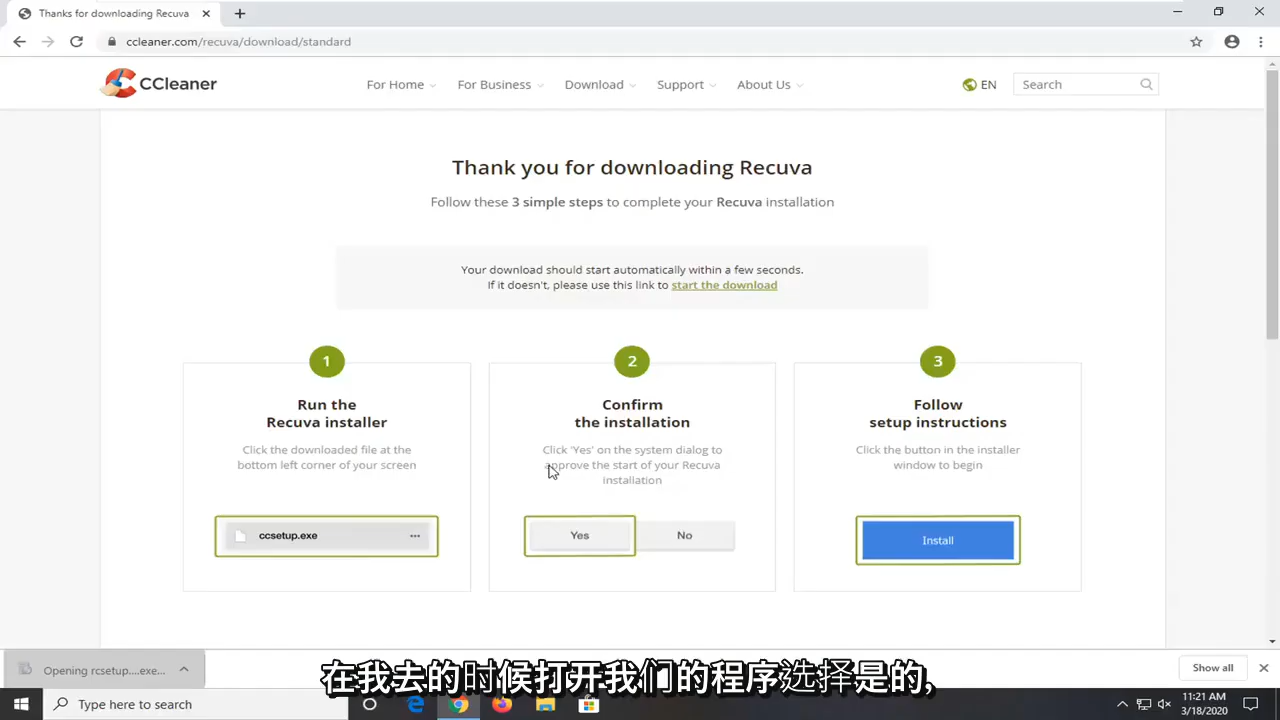 Thanks for downloading Recuva
ccleaner.com/recuva/download/standard
CCleaner
For Home
For Business
Download
Support
About Us
EN
Search
Thank you for downloading Recuva
Follow these 3 simple steps to complete your Recuva installation
Your download should start automatically within a few seconds.
If it doesn't, please use this link to start the download
1
Run the
Recuva installer
Click the downloaded file at the
bottom left corner of your screen
ccsetup.exe
2
Confirm
the installation
Click 'Yes' on the system dialog to
approve the start of your Recuva
installation
Yes
No
3
Follow
setup instructions
Click the button in the installer
window to begin
Install
Opening rcsetup....exe...
Show all
在我去的时候打开我们的程序选择是的,
Type here to search
11:21 AM
3/18/2020